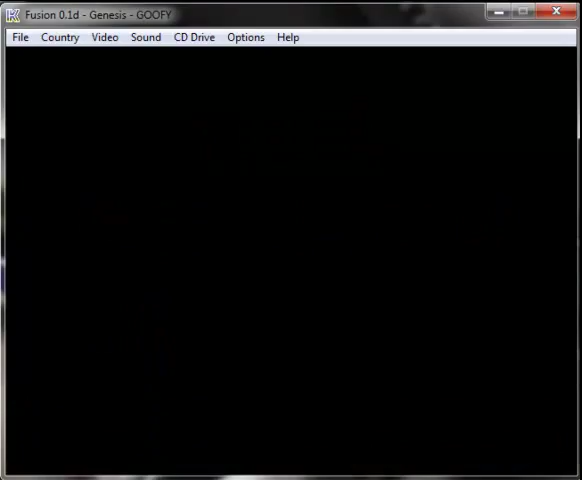 Fusion 0.1d - Genesis - GOOFY
File Country Video Sound CD Drive Options Help